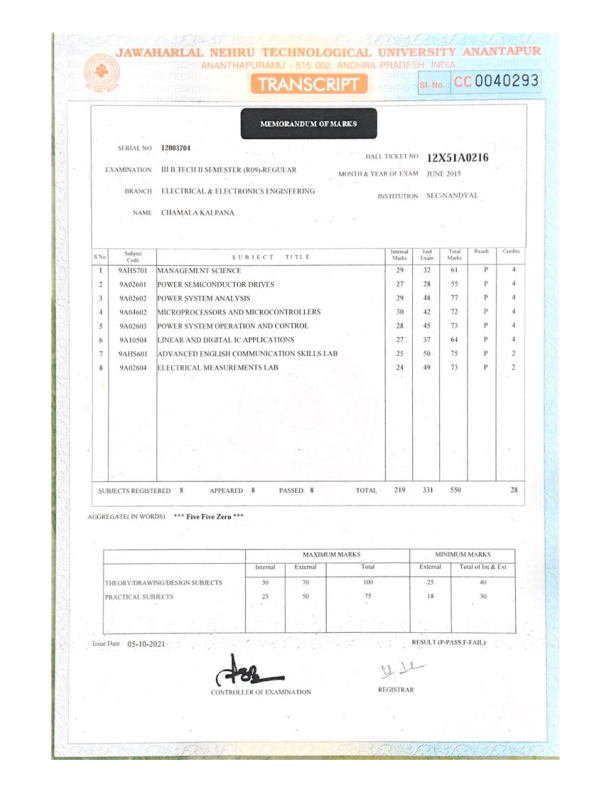 JAWAHARLAL NEHRU TECHNOLOGICAL UNIVERSITY ANANTAPUR
ANANTHAPURAMU - 515 002, ANDHRA PRADESH, INDIA
TRANSCRIPT
Sl. No. : CC 0040293
MEMORANDUM OF MARKS
SERIAL NO 12003704
HALL TICKET NO 12X51A0216
EXAMINATION III B.TECH II SEMESTER (R09)-REGULAR
MONTH & YEAR OF EXAM JUNE 2015
BRANCH ELECTRICAL & ELECTRONICS ENGINEERING
INSTITUTION SEC-NANDYAL
NAME CHAMALA KALPANA
S.No Subject Code SUBJECT TITLE Internal Marks End Exam Total Marks Result Credits
1 9AHS701 MANAGEMENT SCIENCE 29 32 61 P 4
2 9A02601 POWER SEMICONDUCTOR DRIVES 27 28 55 P 4
3 9A02602 POWER SYSTEM ANALYSIS 29 48 77 P 4
4 9A04602 MICROPROCESSORS AND MICROCONTROLLERS 30 42 72 P 4
5 9A02603 POWER SYSTEM OPERATION AND CONTROL 28 45 73 P 4
6 9A10504 LINEAR AND DIGITAL IC APPLICATIONS 27 37 64 P 4
7 9AHS601 ADVANCED ENGLISH COMMUNICATION SKILLS LAB 25 50 75 P 2
8 9A02604 ELECTRICAL MEASUREMENTS LAB 24 49 73 P 2
SUBJECTS REGISTERED: 8 APPEARED: 8 PASSED: 8 TOTAL : 219 331 550 28
AGGREGATE( IN WORDS) *** Five Five Zero ***
MAXIMUM MARKS MINIMUM MARKS
Internal External Total External Total of Int & Ext
THEORY/DRAWING/DESIGN SUBJECTS 30 70 100 25 40
PRACTICAL SUBJECTS 25 50 75 18 30
Issue Date 05-10-2021
RESULT (P-PASS,F-FAIL)
CONTROLLER OF EXAMINATION
REGISTRAR